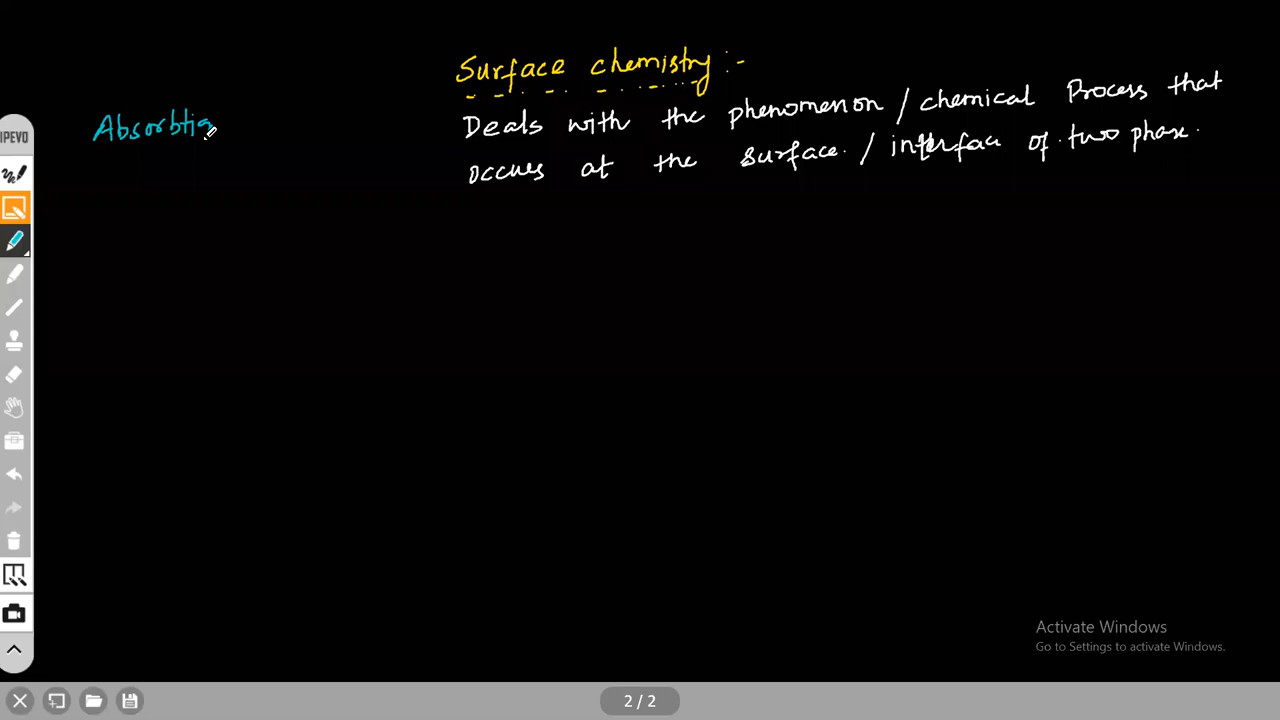 Surface chemistry :-
Absorbtio
Deals with the phenomenon / chemical Process that
occurs at the surface. / interface of two phase.
IPEVO
Activate Windows
Go to Settings to activate Windows.
2 / 2